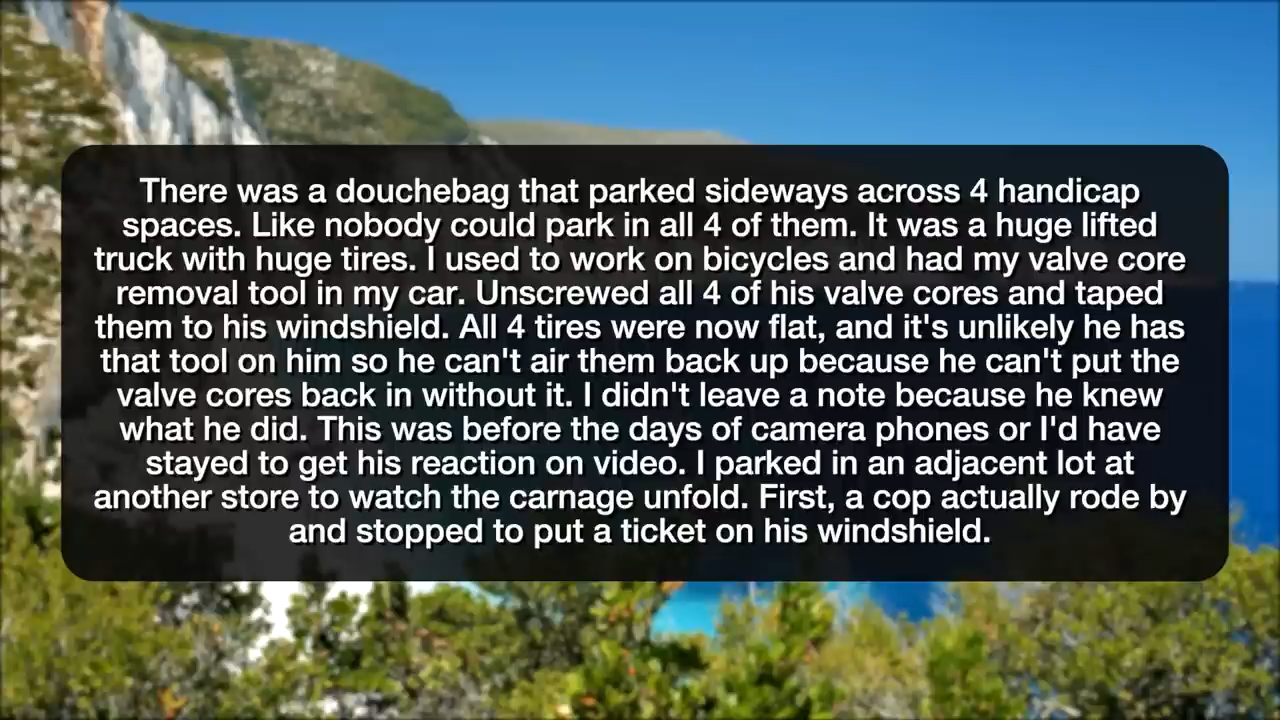 There was a douchebag that parked sideways across 4 handicap
spaces. Like nobody could park in all 4 of them. It was a huge lifted
truck with huge tires. I used to work on bicycles and had my valve core
removal tool in my car. Unscrewed all 4 of his valve cores and taped
them to his windshield. All 4 tires were now flat, and it's unlikely he has
that tool on him so he can't air them back up because he can't put the
valve cores back in without it. I didn't leave a note because he knew
what he did. This was before the days of camera phones or I'd have
stayed to get his reaction on video. I parked in an adjacent lot at
another store to watch the carnage unfold. First, a cop actually rode by
and stopped to put a ticket on his windshield.